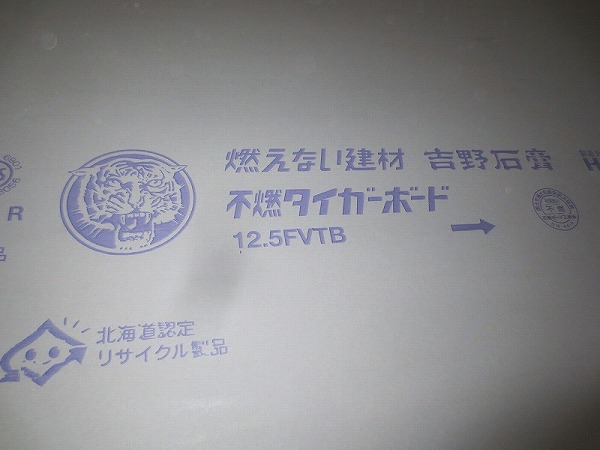 燃えない建材 吉野石膏
不燃タイガーボード
12.5FVTB
R
品
北海道認定
リサイクル製品